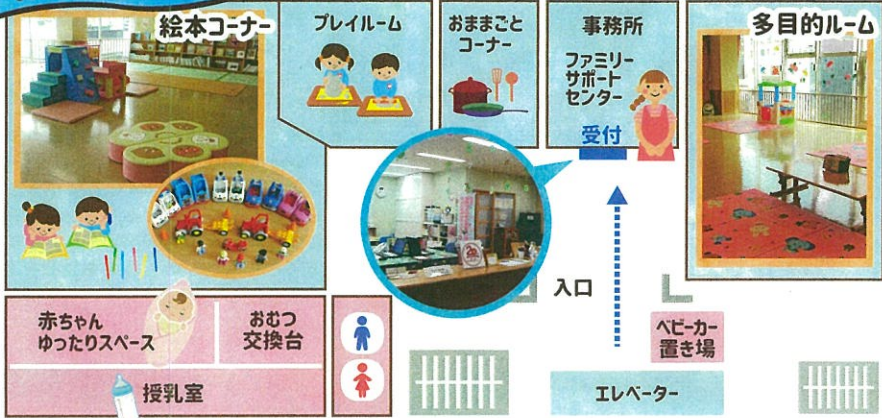 絵本コーナー
プレイルーム
おままごと
コーナー
事務所
ファミリー
サポート
センター
受付
多目的ルーム
入口
赤ちゃん
ゆったりスペース
おむつ
交換台
授乳室
ベビーカー
置き場
エレベーター